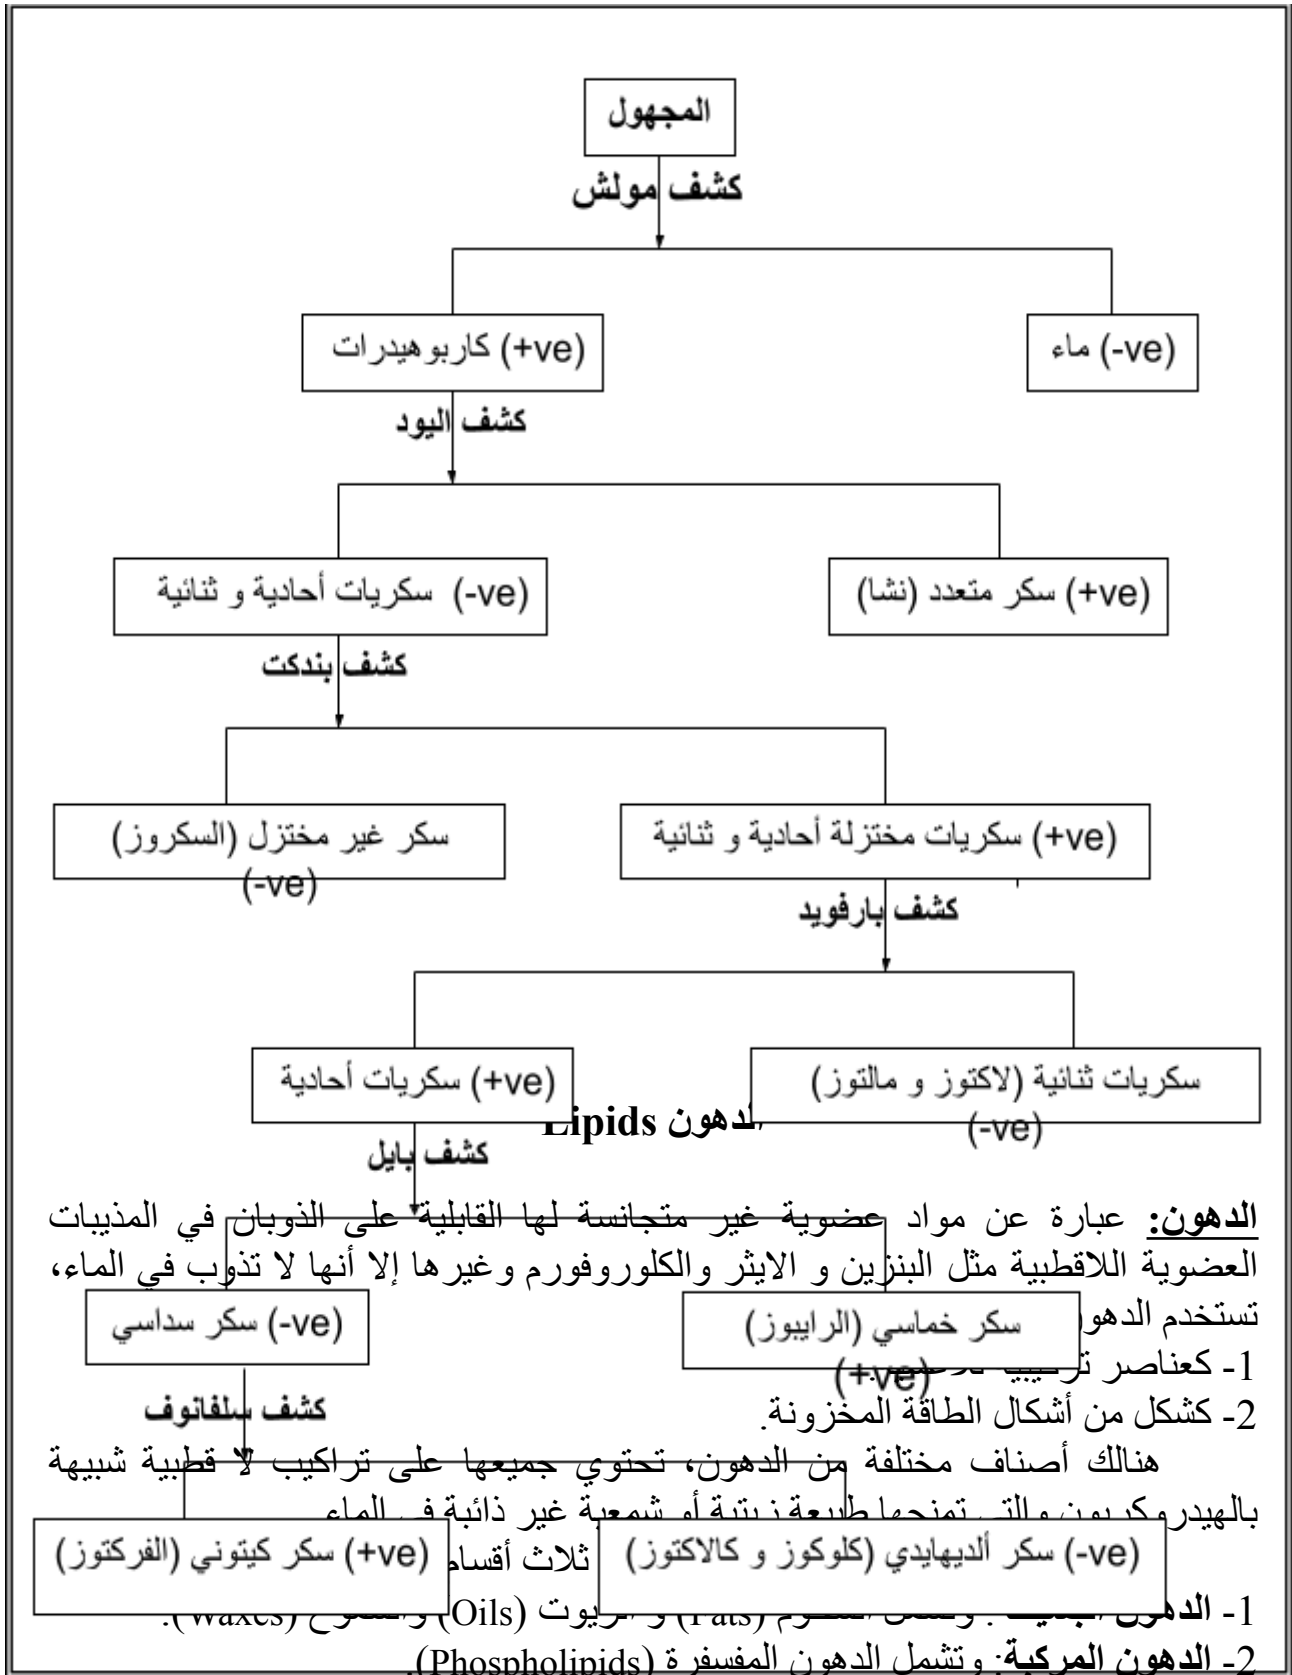 المجهول
كشف مولش
(+ve) كاربوهيدرات
(-ve) ماء
كشف اليود
(-ve) سكريات أحادية و ثنائية
(+ve) سكر متعدد (نشا)
كشف بندكت
سكر غير مختزل (السكروز)
(-ve)
(+ve) سكريات مختزلة أحادية و ثنائية
كشف بارفويد
(+ve) سكريات أحادية
سكريات ثنائية (لاكتوز و مالتوز)
(-ve)
الدهون Lipids
كشف بايل
الدهون: عبارة عن مواد عضوية غير متجانسة لها القابلية على الذوبان في المذيبات
العضوية اللاقطبية مثل البنزين و الايثر والكلوروفورم وغيرها إلا أنها لا تذوب في الماء،
(-ve) سكر سداسي
سكر خماسي (الرايبوز)
(+ve)
تستخدم الدهون
1- كعناصر
كشف سلفانوف
2- كشكل من أشكال الطاقة المخزونة.
هنالك أصناف مختلفة من الدهون، تحتوي جميعها على تراكيب لا قطبية شبيهة
بالهيدروكربون والتي تمنحها طبيعة زيتية أو شمعية غير ذائبة في الماء
(+ve) سكر كيتوني (الفركتوز)
(-ve) سكر ألديهايدي (كلوكوز و كالاكتوز)
ثلاث أقسام
1- الدهون (Fats) و الزيوت (Oils) (Waxes).
2- الدهون المركبة: وتشمل الدهون المفسفرة (Phospholipids).